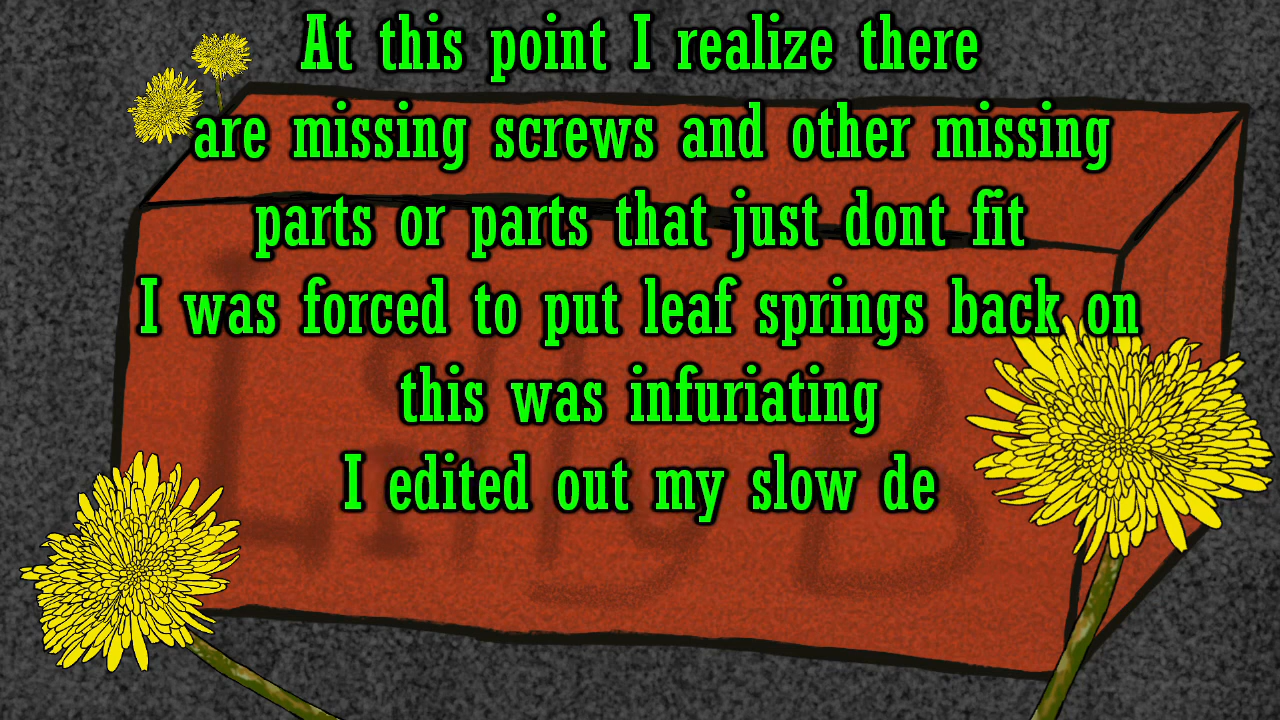 At this point I realize there
are missing screws and other missing
parts or parts that just dont fit
I was forced to put leaf springs back on
this was infuriating
I edited out my slow de